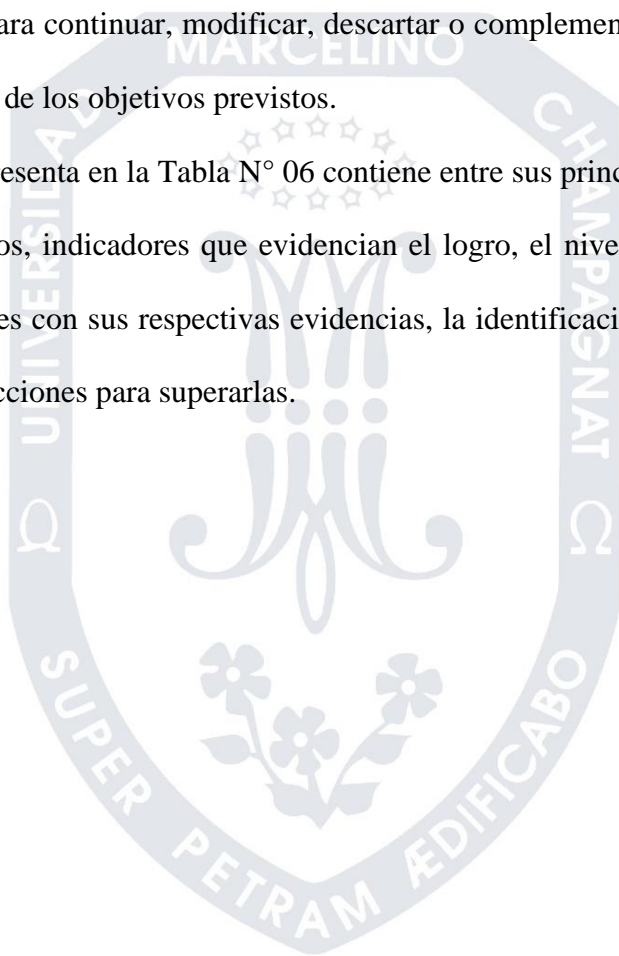 ara continuar, modificar, descartar o complemen
de los objetivos previstos.
esenta en la Tabla N° 06 contiene entre sus princ
os, indicadores que evidencian el logro, el nive
es con sus respectivas evidencias, la identificaci
cciones para superarlas.
UNIVERSIDAD MARCELINO CHAMPAGNAT
Ω Ω
SUPER PETRAM ÆDIFICABO